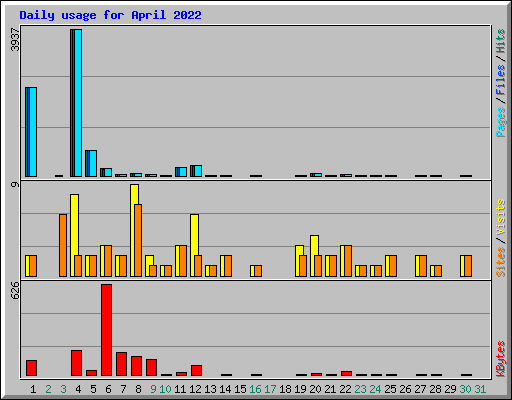 Daily usage for April 2022
3937
Pages/Files/Hits
9
Sites/Visits
626
KBytes
1 2 3 4 5 6 7 8 9 10 11 12 13 14 15 16 17 18 19 20 21 22 23 24 25 26 27 28 29 30 31